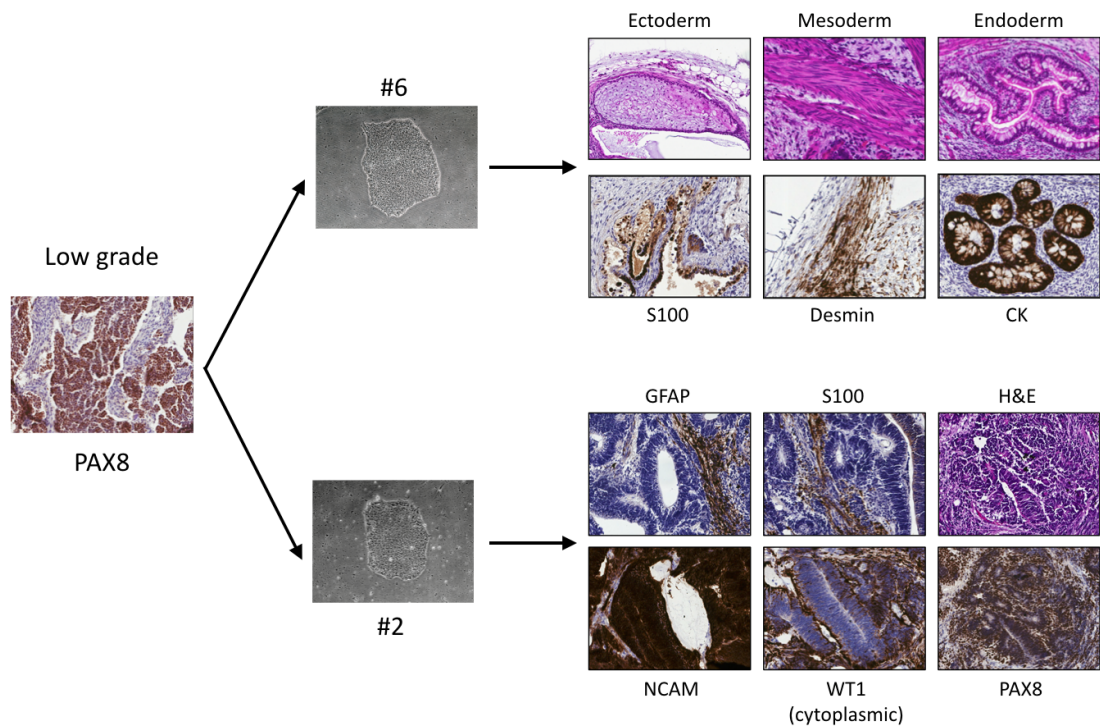 Ectoderm Mesoderm Endoderm
#6
S100 Desmin CK
Low grade
PAX8
GFAP S100 H&E
#2
NCAM WT1 PAX8
(cytoplasmic)